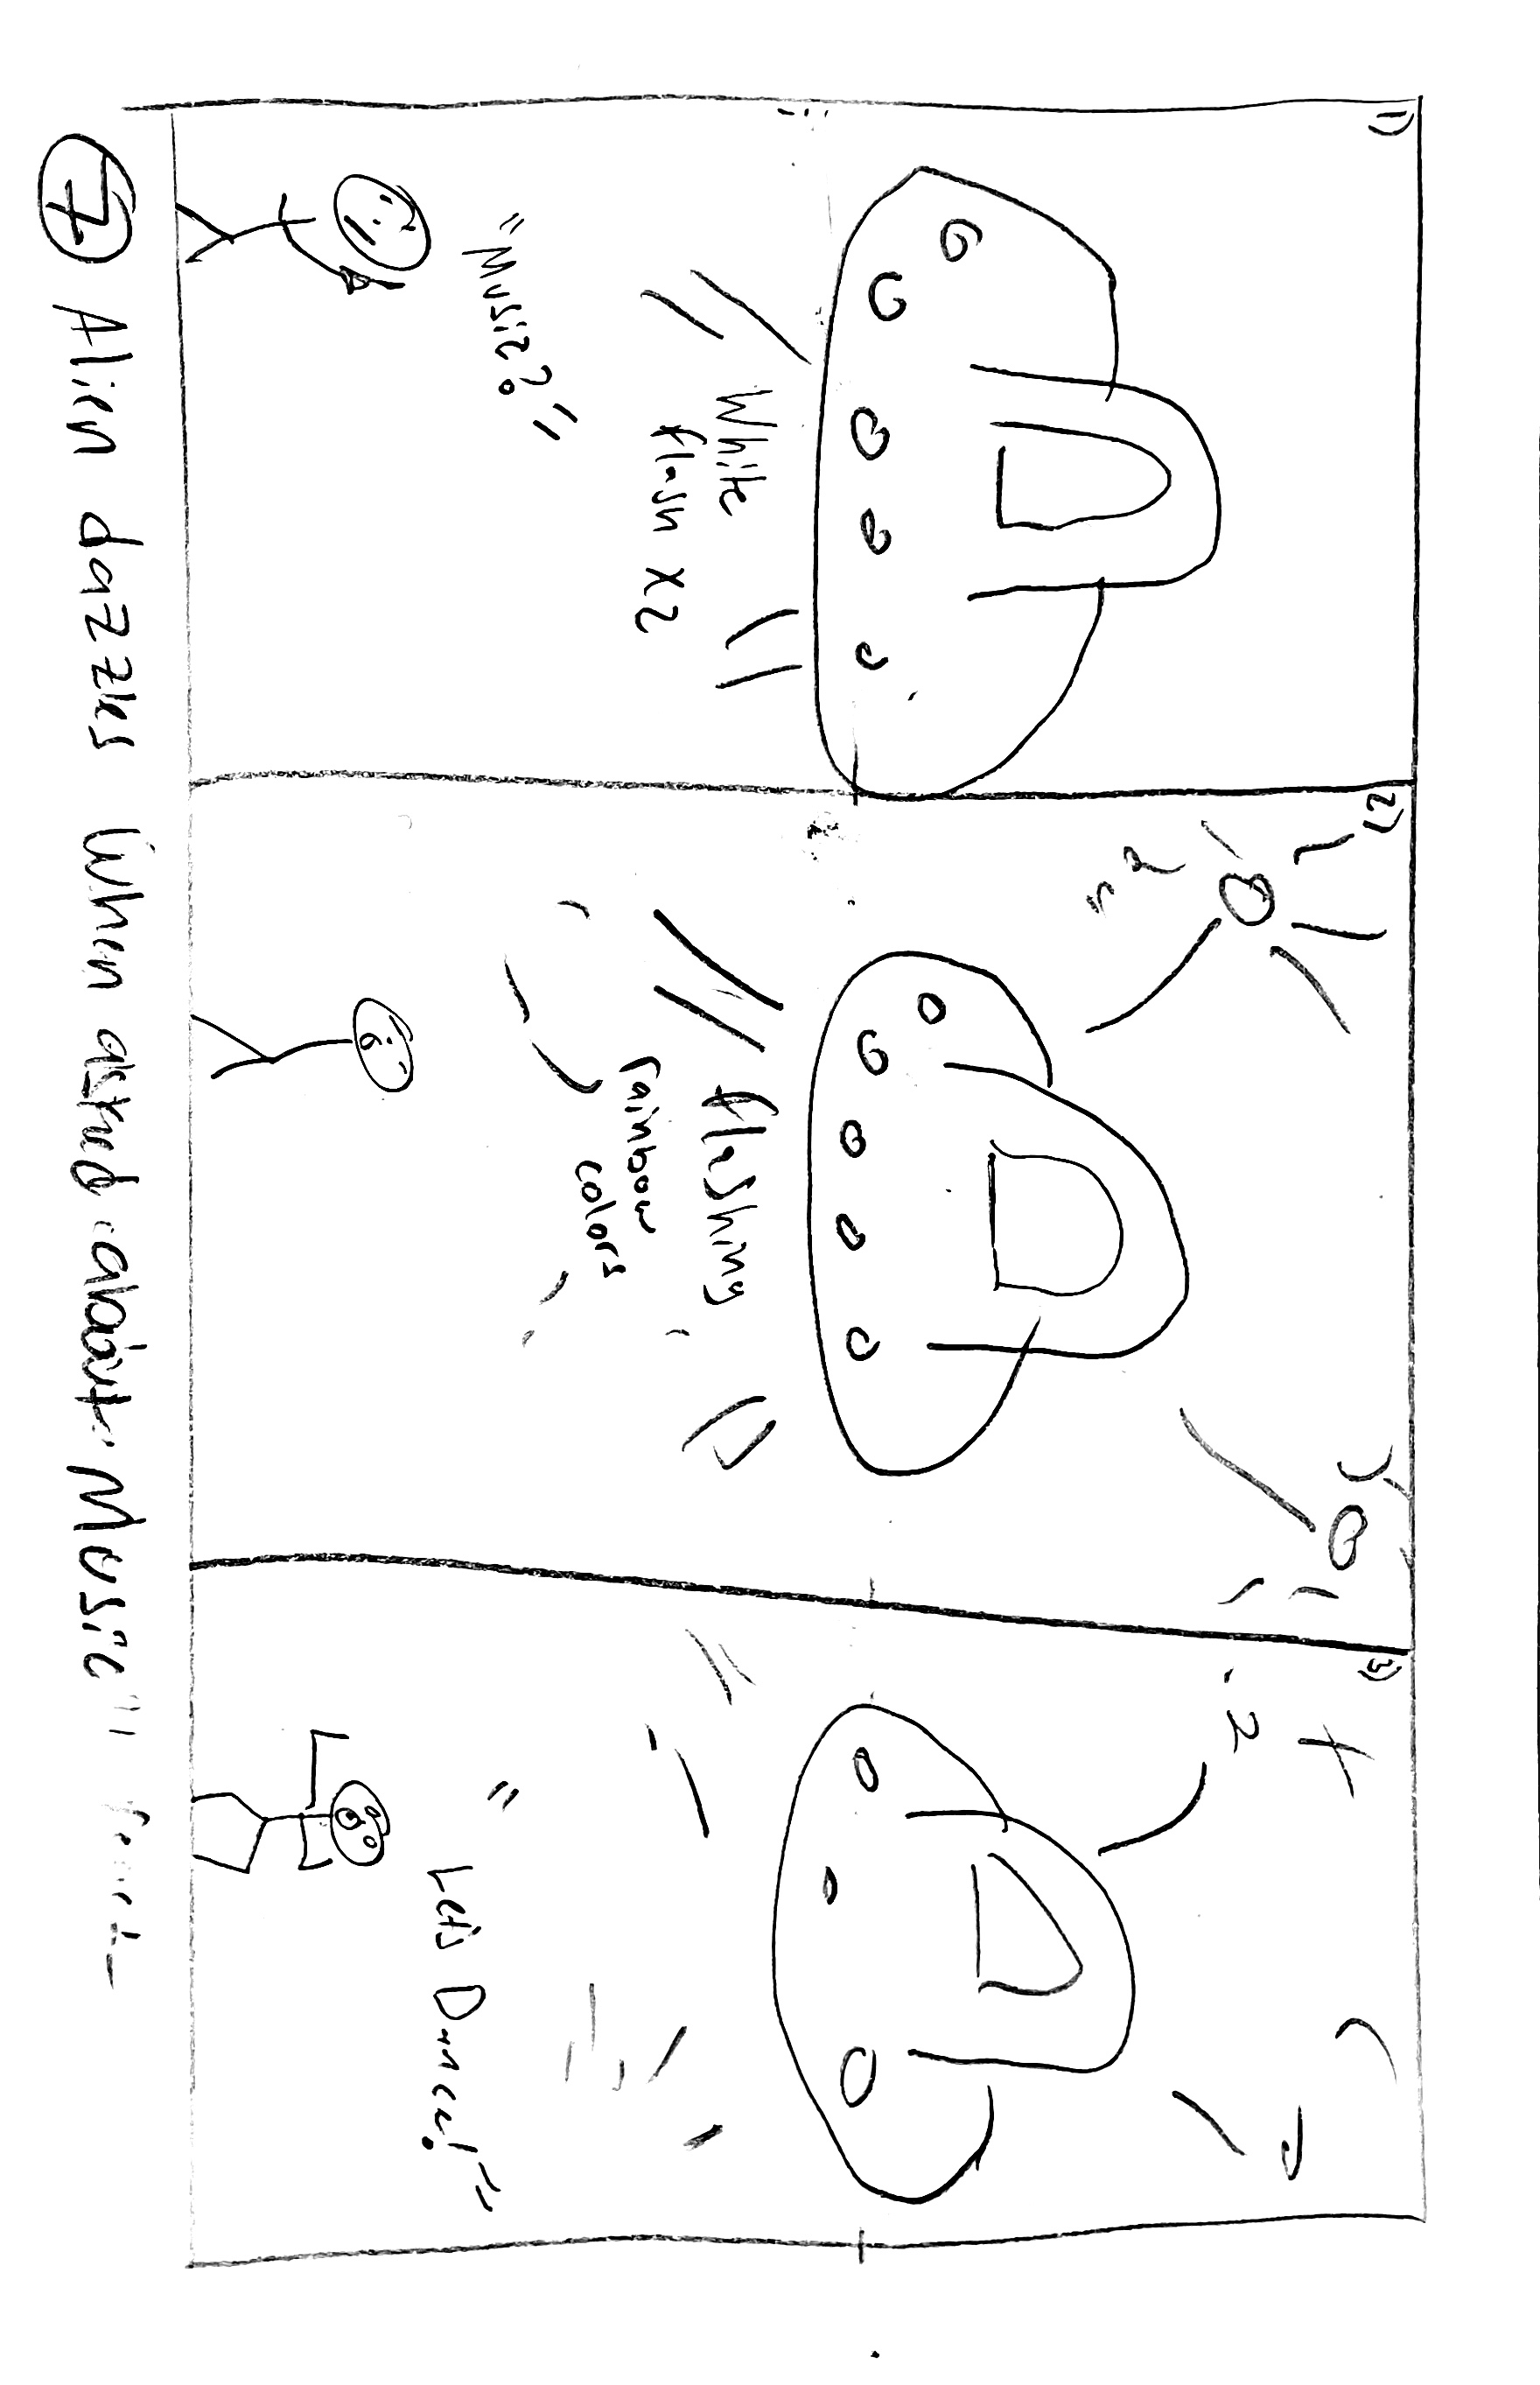 1)
White
flash x2
"Music?"
2)
flashing
rainbow
colors
3)
"Let's Dance!"
7 Alien dazzles When asked about Music